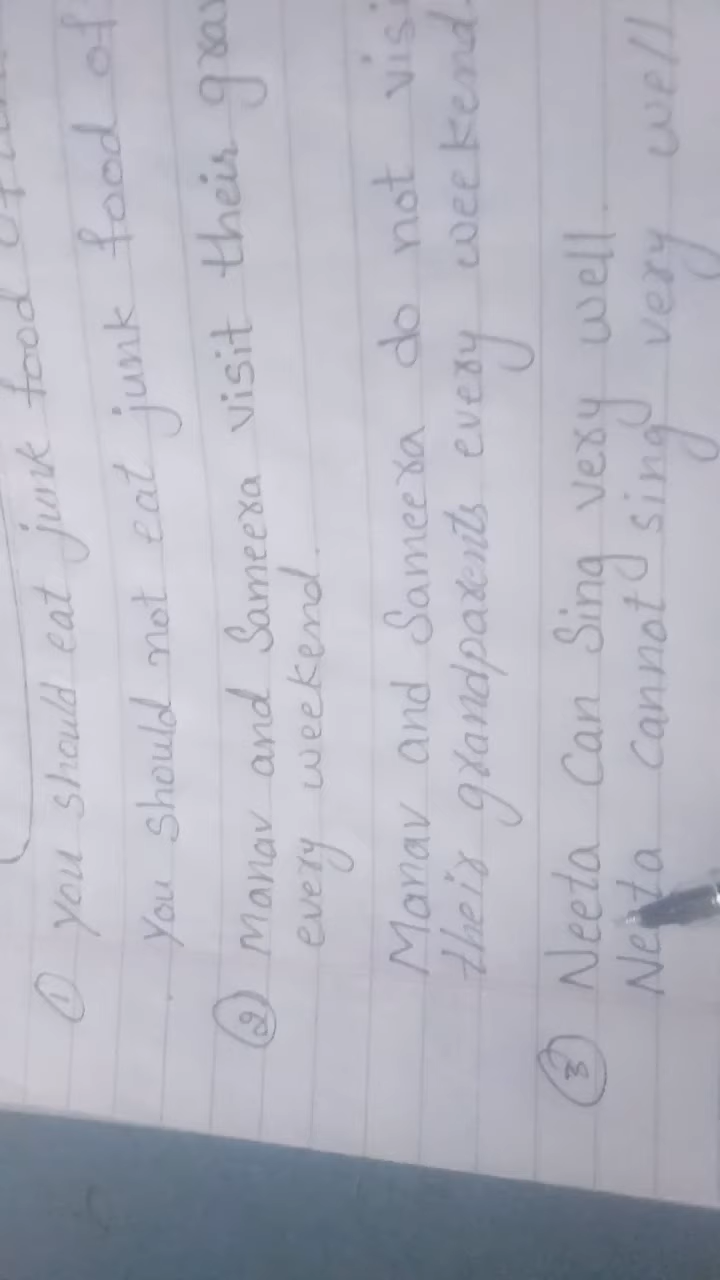 ① you should eat junk food
you should not eat junk food
② Manav and Sameera visit their
every weekend.
Manav and Sameera do not
their grandparents every weekend
③ Neeta Can Sing very well.
Neeta cannot sing very well